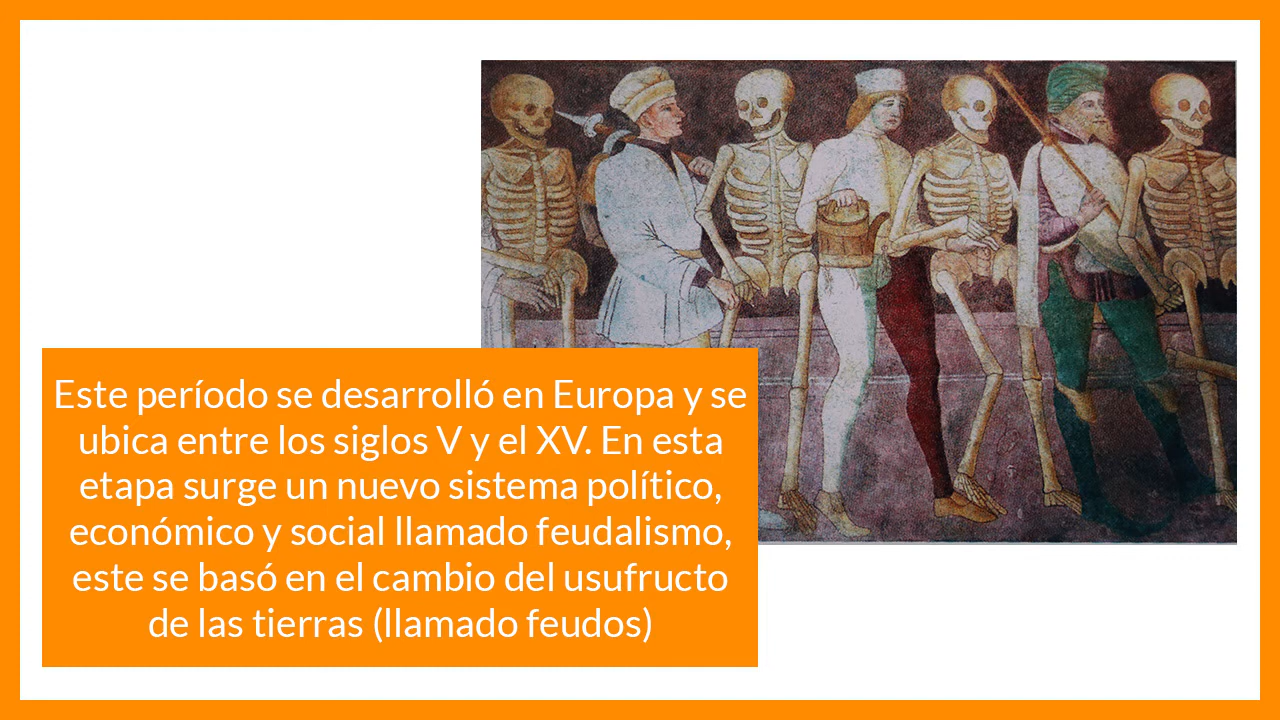 Este período se desarrolló en Europa y se
ubica entre los siglos V y el XV. En esta
etapa surge un nuevo sistema político,
económico y social llamado feudalismo,
este se basó en el cambio del usufructo
de las tierras (llamado feudos)